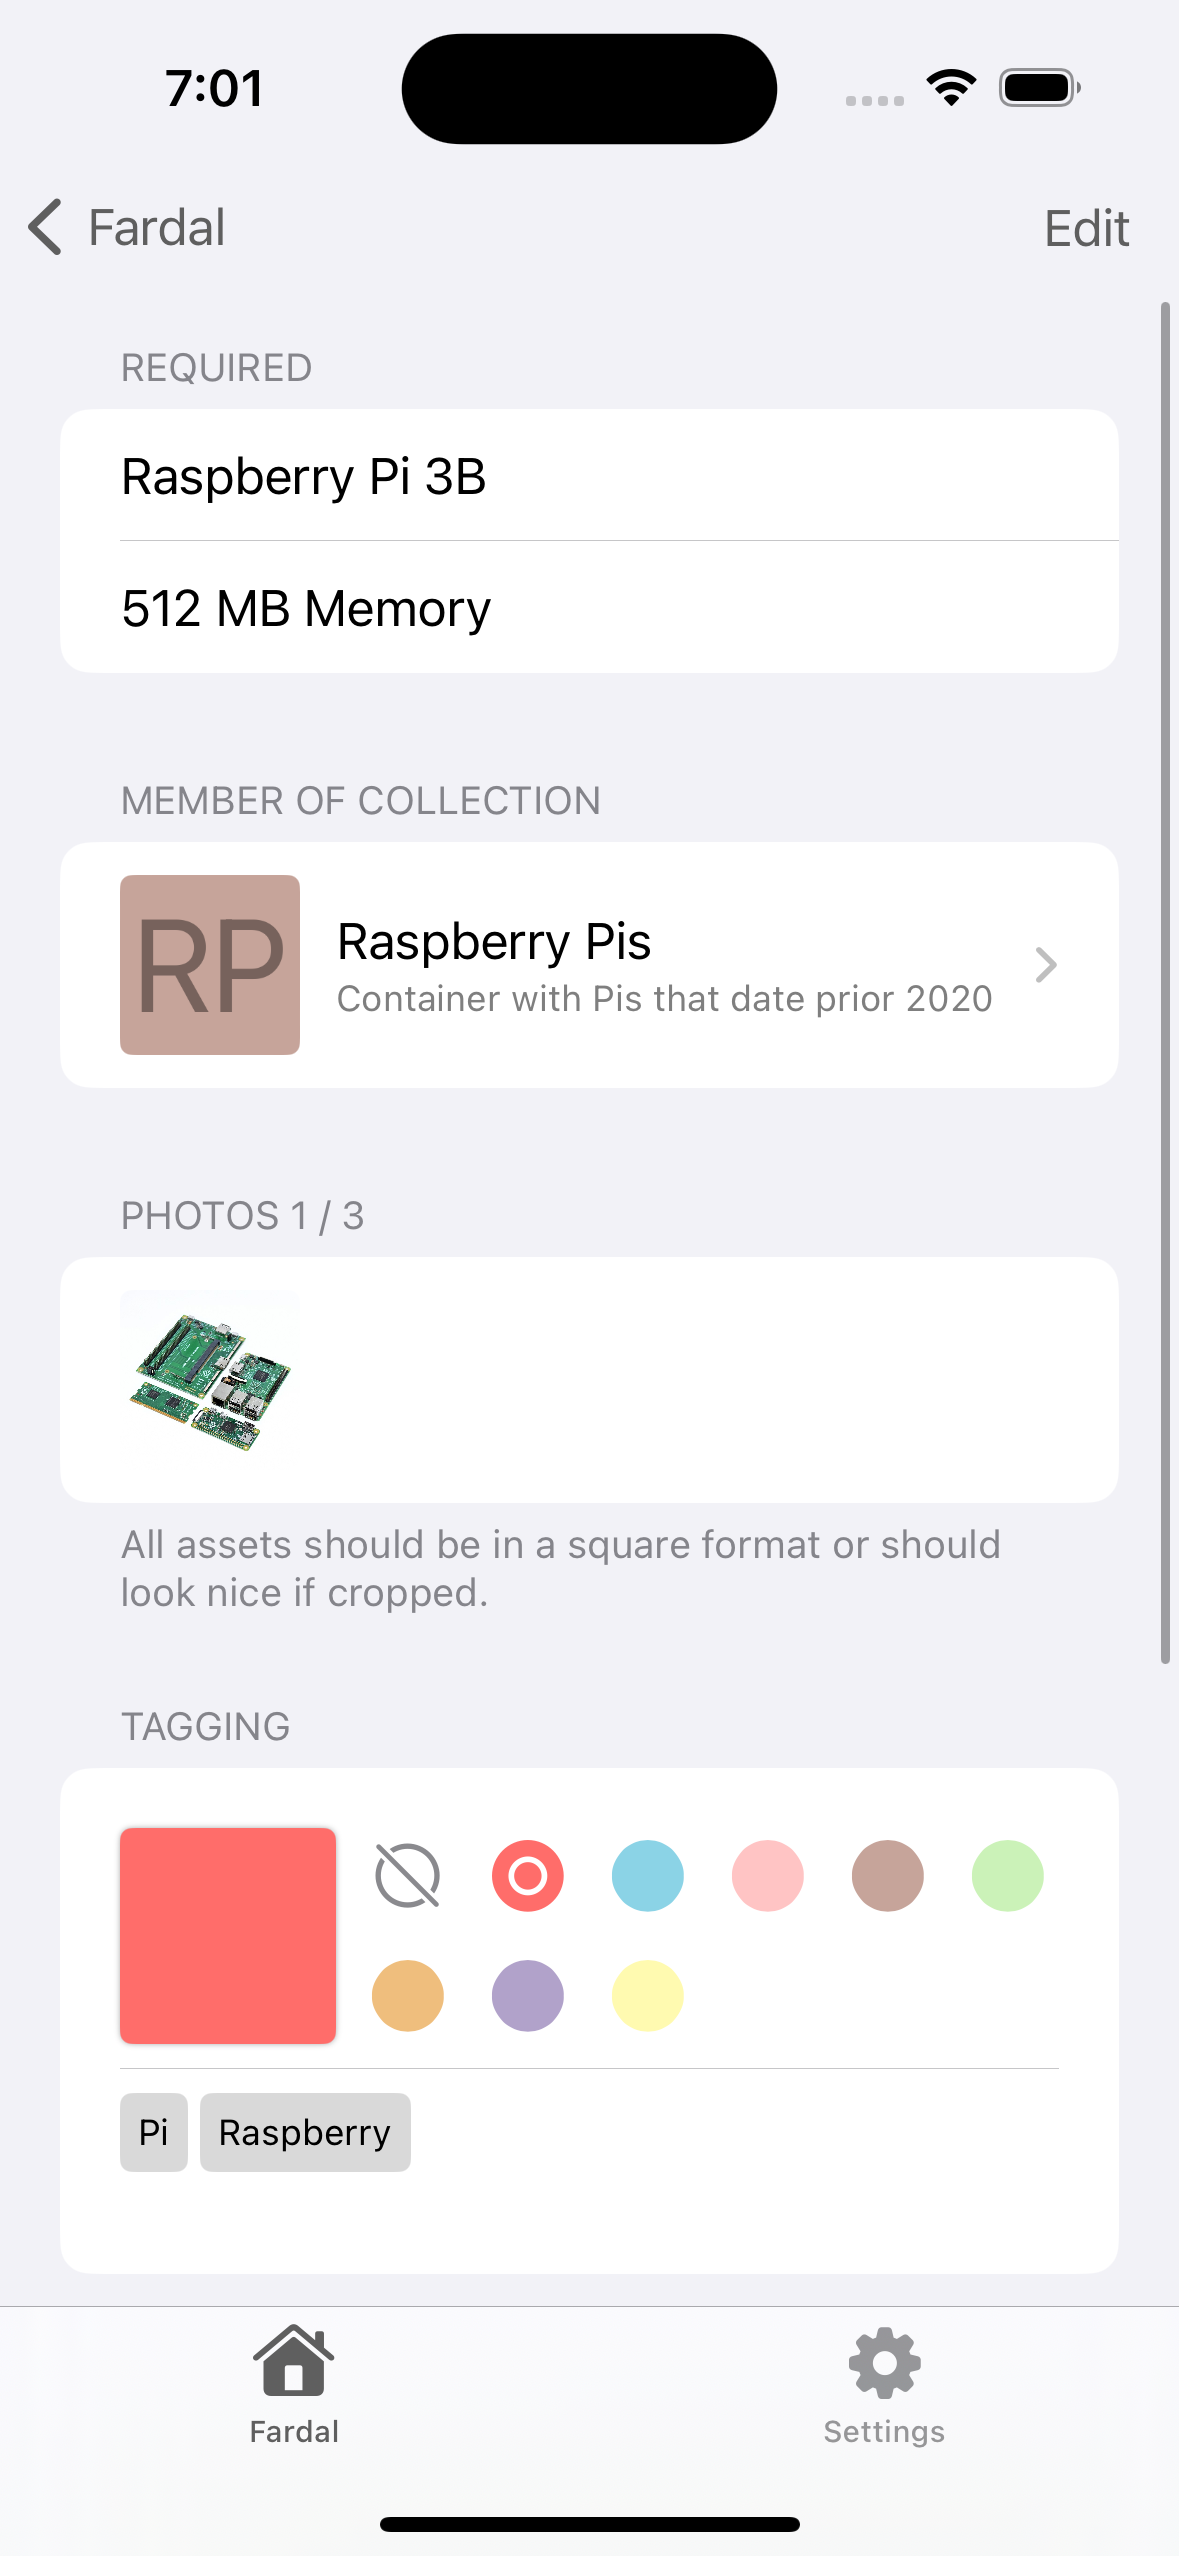 7:01
Fardal
Edit
REQUIRED
Raspberry Pi 3B
512 MB Memory
MEMBER OF COLLECTION
RP
Raspberry Pis
Container with Pis that date prior 2020
PHOTOS 1 / 3
All assets should be in a square format or should
look nice if cropped.
TAGGING
Pi
Raspberry
Fardal
Settings